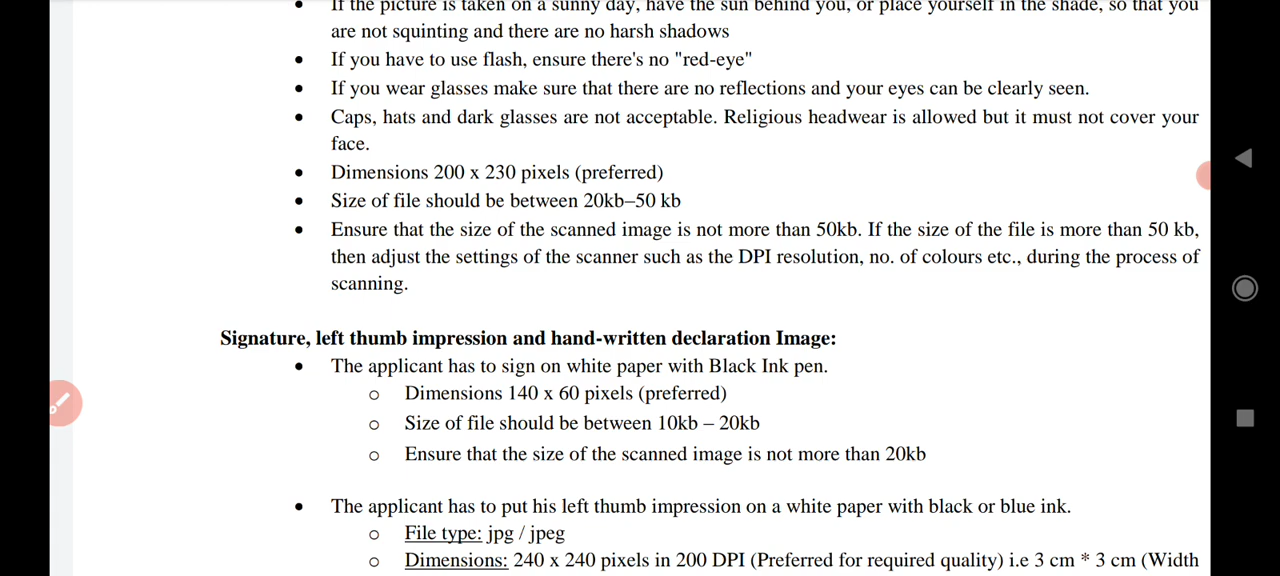 If the picture is taken on a sunny day, have the sun behind you, or place yourself in the shade, so that you
are not squinting and there are no harsh shadows
• If you have to use flash, ensure there's no "red-eye"
• If you wear glasses make sure that there are no reflections and your eyes can be clearly seen.
• Caps, hats and dark glasses are not acceptable. Religious headwear is allowed but it must not cover your
face.
• Dimensions 200 x 230 pixels (preferred)
• Size of file should be between 20kb–50 kb
• Ensure that the size of the scanned image is not more than 50kb. If the size of the file is more than 50 kb,
then adjust the settings of the scanner such as the DPI resolution, no. of colours etc., during the process of
scanning.
Signature, left thumb impression and hand-written declaration Image:
• The applicant has to sign on white paper with Black Ink pen.
o Dimensions 140 x 60 pixels (preferred)
o Size of file should be between 10kb – 20kb
o Ensure that the size of the scanned image is not more than 20kb
• The applicant has to put his left thumb impression on a white paper with black or blue ink.
o File type: jpg / jpeg
o Dimensions: 240 x 240 pixels in 200 DPI (Preferred for required quality) i.e 3 cm * 3 cm (Width